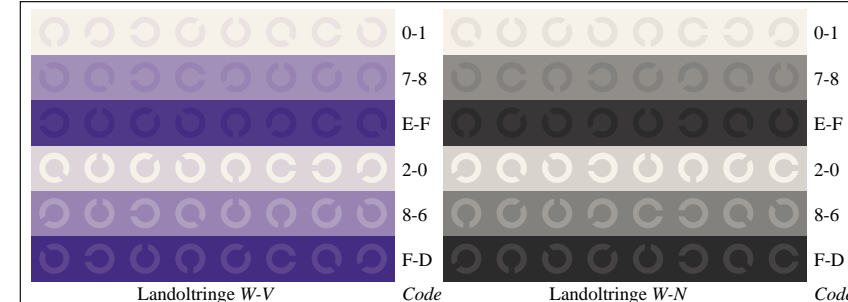 0-1 0-1
7-8 7-8
E-F E-F
2-0 2-0
8-6 8-6
F-D F-D
Landoltringe W-V Code Landoltringe W-N